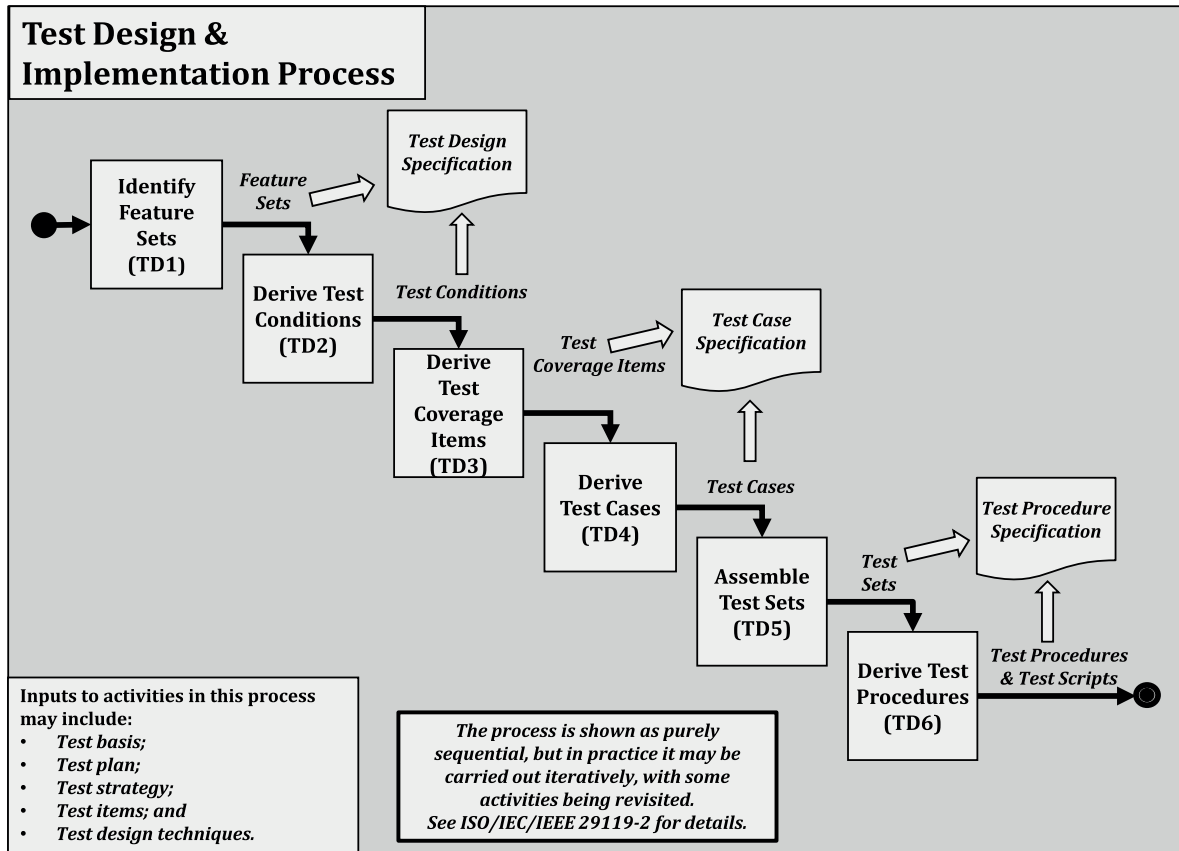 Test Design &
Implementation Process
Test Design
Specification
Identify
Feature
Sets
(TD1)
Feature
Sets
Derive Test
Conditions
(TD2)
Test Conditions
Test Case
Specification
Test
Coverage Items
Derive
Test
Coverage
Items
(TD3)
Derive
Test Cases
(TD4)
Test Cases
Test Procedure
Specification
Assemble
Test Sets
(TD5)
Test
Sets
Derive Test
Procedures
(TD6)
Test Procedures
& Test Scripts
Inputs to activities in this process
may include:
• Test basis;
• Test plan;
• Test strategy;
• Test items; and
• Test design techniques.
The process is shown as purely
sequential, but in practice it may be
carried out iteratively, with some
activities being revisited.
See ISO/IEC/IEEE 29119-2 for details.